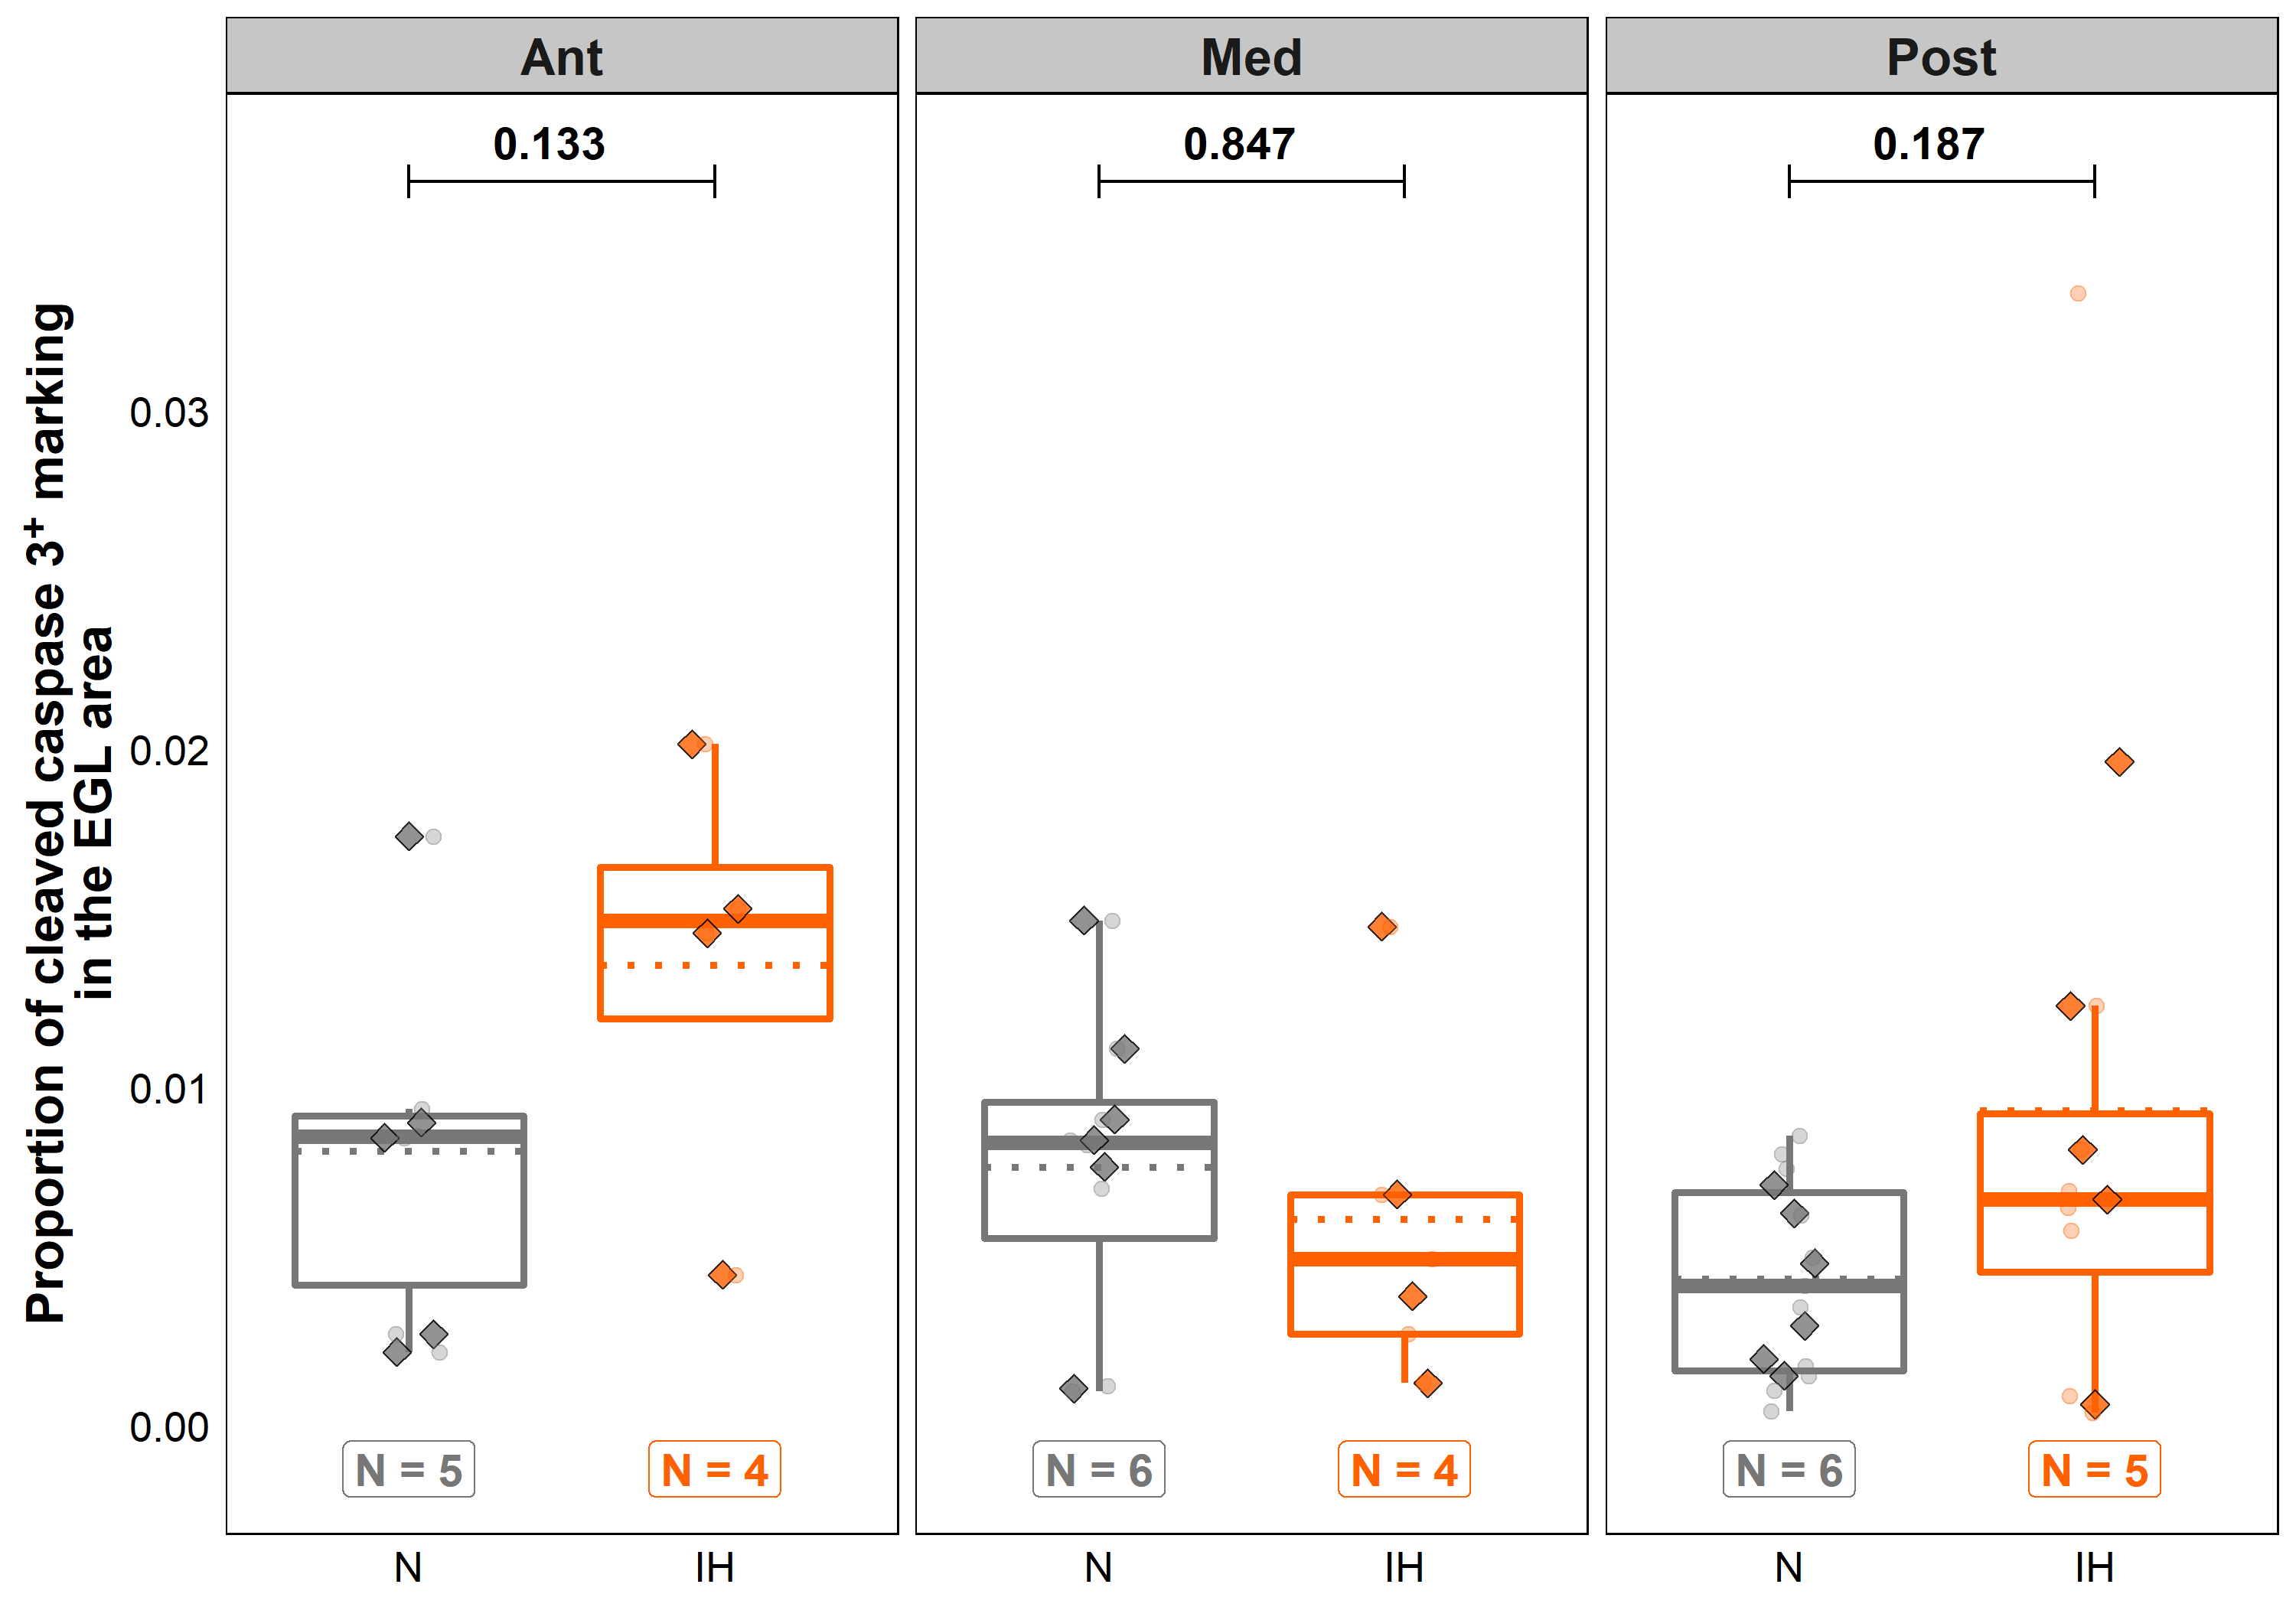 Ant
Med
Post
0.133
0.847
0.187
Proportion of cleaved caspase 3⁺ marking
in the EGL area
0.03
0.02
0.01
0.00
N = 5
N = 4
N = 6
N = 4
N = 6
N = 5
N
IH
N
IH
N
IH